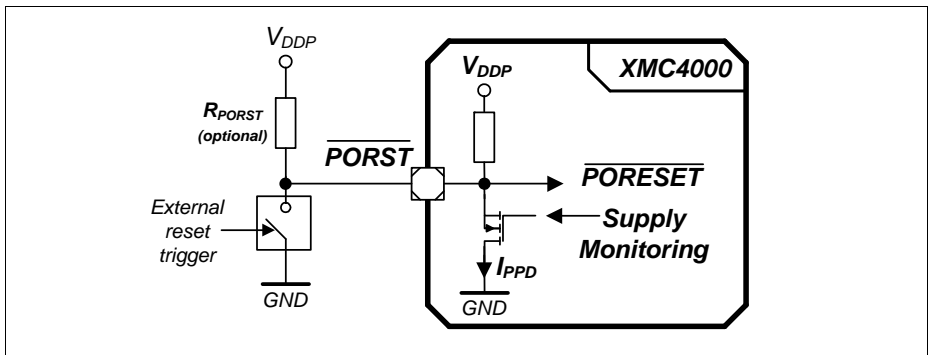 V_DDP
R_PORST
(optional)
PORST
External
reset
trigger
GND
XMC4000
V_DDP
PORESET
Supply
Monitoring
I_PPD
GND